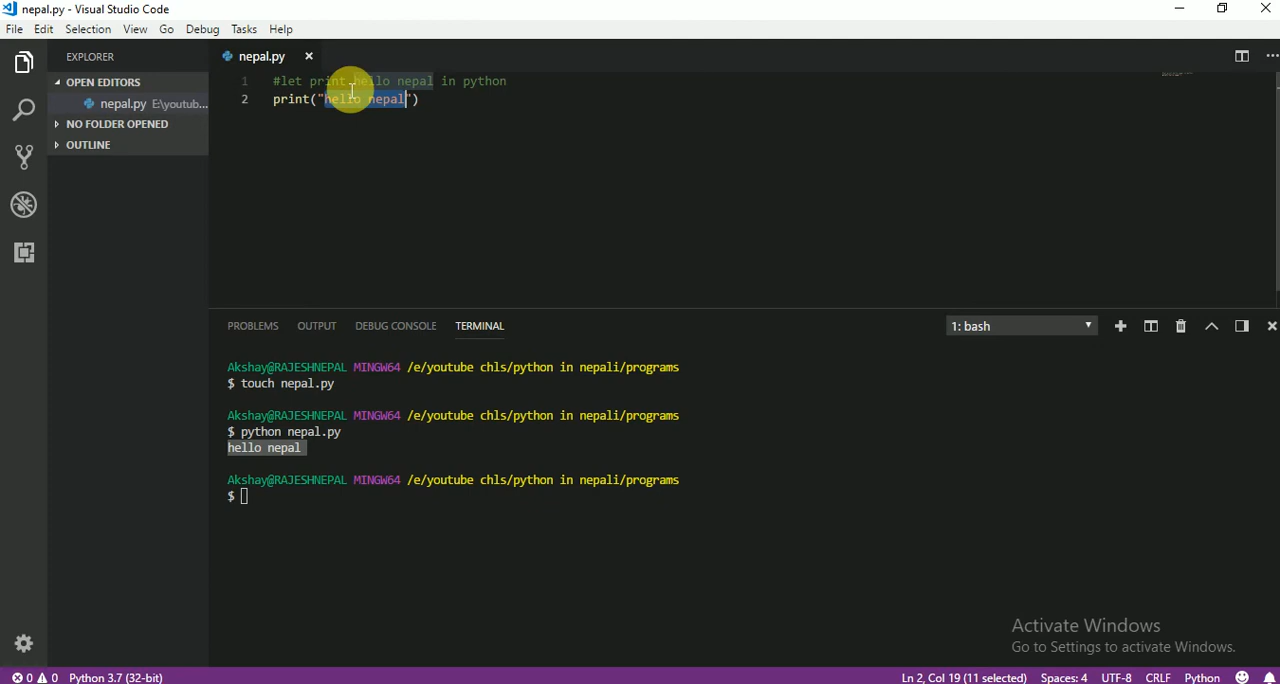 nepal.py - Visual Studio Code
File Edit Selection View Go Debug Tasks Help
EXPLORER
nepal.py
OPEN EDITORS
nepal.py E:\youtub...
NO FOLDER OPENED
OUTLINE
1 #let print hello nepal in python
2 print("hello nepal")
PROBLEMS OUTPUT DEBUG CONSOLE TERMINAL
1: bash
Akshay@RAJESHNEPAL MINGW64 /e/youtube chls/python in nepali/programs
$ touch nepal.py
Akshay@RAJESHNEPAL MINGW64 /e/youtube chls/python in nepali/programs
$ python nepal.py
hello nepal
Akshay@RAJESHNEPAL MINGW64 /e/youtube chls/python in nepali/programs
$
Activate Windows
Go to Settings to activate Windows.
0 0 Python 3.7 (32-bit) Ln 2, Col 19 (11 selected) Spaces: 4 UTF-8 CRLF Python